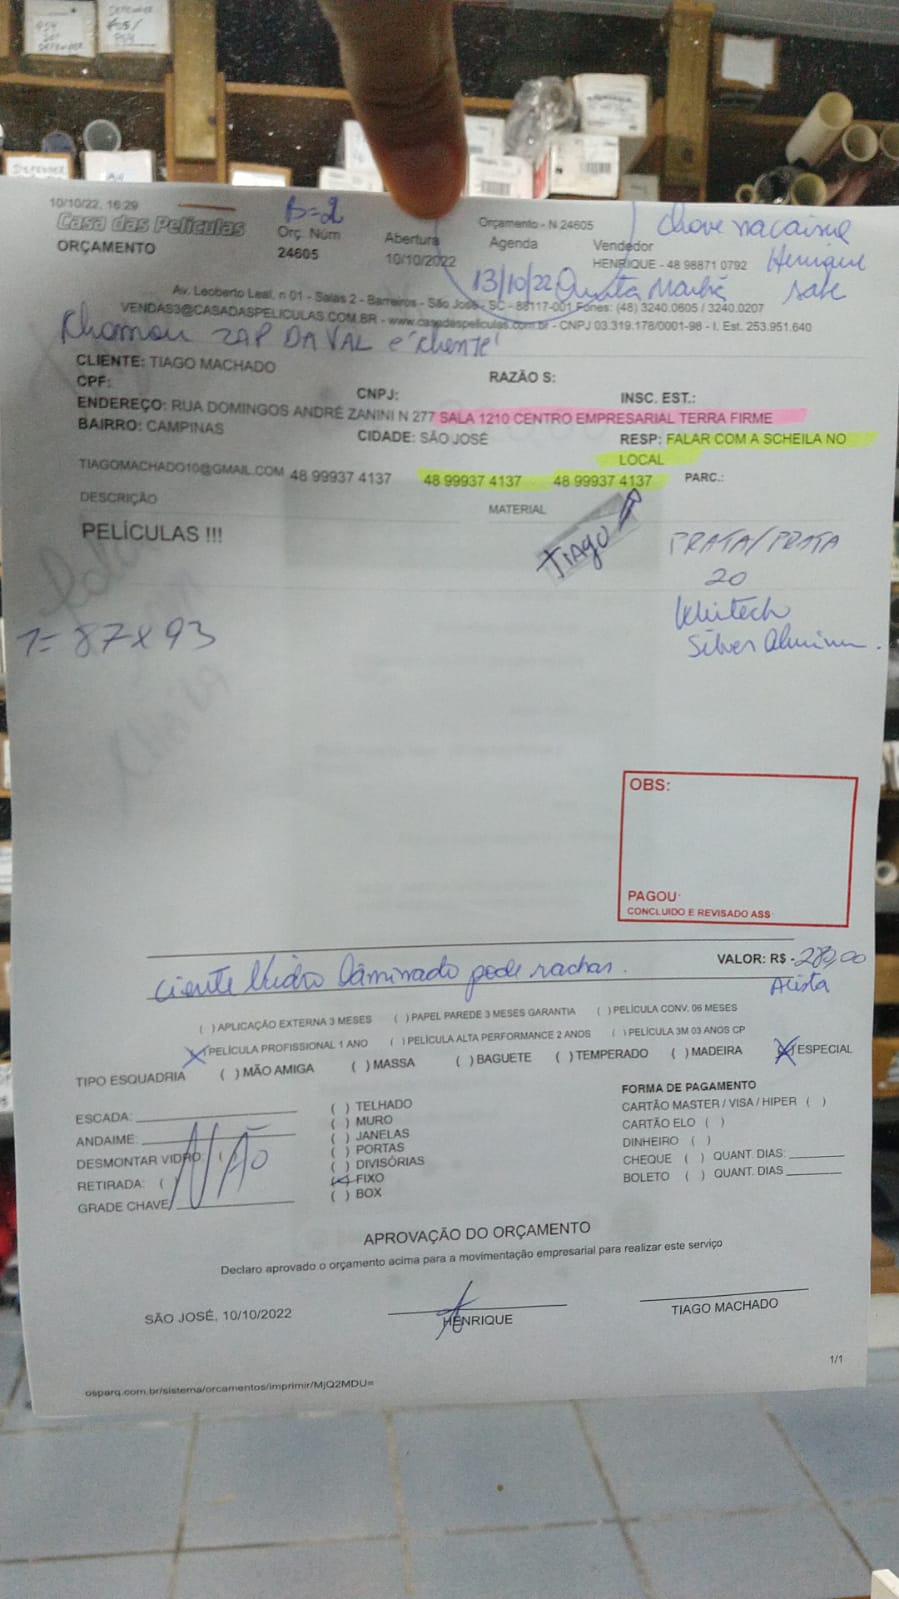 10/10/22, 16:29
Orçamento - N 24605
Casa das Películas
B=2
Orç. Núm
Abertura
Agenda
Vendedor
ORÇAMENTO
24605
10/10/2022
HENRIQUE - 48 98871 0792
Henrique
sabe
13/10/22 Quinta Manhã
Av. Leoberto Leal, n 01 - Salas 2 - Barreiros - São José - SC - 88117-001 Fones: (48) 3240.0605 / 3240.0207
VENDAS3@CASADASPELICULAS.COM.BR - www.casadaspeliculas.com.br - CNPJ 03.319.178/0001-98 - I. Est. 253.951.640
Chamou ZAP DA VAL é "cliente"
CLIENTE: TIAGO MACHADO
RAZÃO S:
CPF:
CNPJ:
INSC. EST.:
ENDEREÇO: RUA DOMINGOS ANDRÉ ZANINI N 277 SALA 1210 CENTRO EMPRESARIAL TERRA FIRME
BAIRRO: CAMPINAS
CIDADE: SÃO JOSÉ
RESP: FALAR COM A SCHEILA NO
LOCAL
TIAGOMACHADO10@GMAIL.COM 48 99937 4137
48 99937 4137
48 99937 4137
PARC.:
DESCRIÇÃO
MATERIAL
PELÍCULAS !!!
TIAGO
PRATA/PRATA
20
1= 87x93
Silver
OBS:
PAGOU:
CONCLUIDO E REVISADO ASS
VALOR: R$ - 280,00
ciente Vidro laminado pode rachar.
( ) APLICAÇÃO EXTERNA 3 MESES ( ) PAPEL PAREDE 3 MESES GARANTIA ( ) PELÍCULA CONV. 06 MESES
(X) PELÍCULA PROFISSIONAL 1 ANO ( ) PELÍCULA ALTA PERFORMANCE 2 ANOS ( ) PELÍCULA 3M 03 ANOS CP
TIPO ESQUADRIA ( ) MÃO AMIGA ( ) MASSA ( ) BAGUETE ( ) TEMPERADO ( ) MADEIRA (X) ESPECIAL
ESCADA:
ANDAIME:
DESMONTAR VIDRO: (
RETIRADA: (
GRADE CHAVE
NÃO
( ) TELHADO
( ) MURO
( ) JANELAS
( ) PORTAS
( ) DIVISÓRIAS
(X) FIXO
( ) BOX
FORMA DE PAGAMENTO
CARTÃO MASTER / VISA / HIPER ( )
CARTÃO ELO ( )
DINHEIRO ( )
CHEQUE ( ) QUANT. DIAS:
BOLETO ( ) QUANT. DIAS
APROVAÇÃO DO ORÇAMENTO
Declaro aprovado o orçamento acima para a movimentação empresarial para realizar este serviço
SÃO JOSÉ, 10/10/2022
HENRIQUE
TIAGO MACHADO
1/1
osparq.com.br/sistema/orcamentos/imprimir/MjQ2MDU=